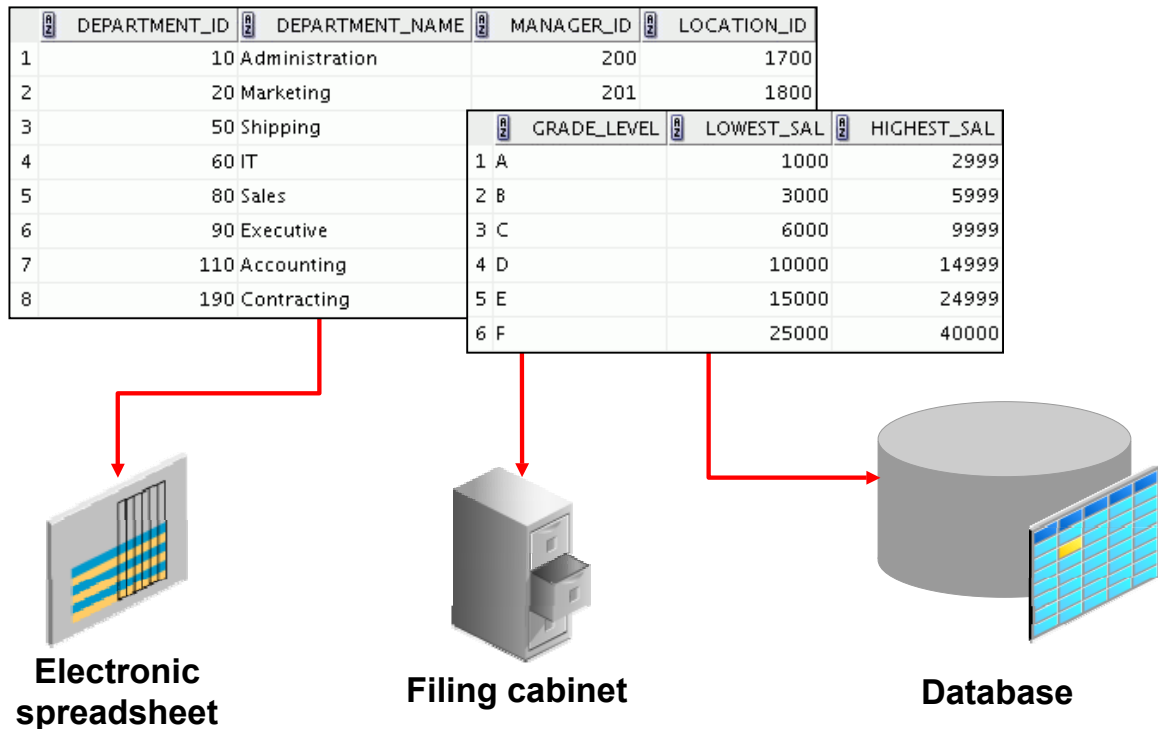 DEPARTMENT_ID DEPARTMENT_NAME MANAGER_ID LOCATION_ID
1 10 Administration 200 1700
2 20 Marketing 201 1800
3 50 Shipping
4 60 IT
5 80 Sales
6 90 Executive
7 110 Accounting
8 190 Contracting
GRADE_LEVEL LOWEST_SAL HIGHEST_SAL
1 A 1000 2999
2 B 3000 5999
3 C 6000 9999
4 D 10000 14999
5 E 15000 24999
6 F 25000 40000
Electronic
spreadsheet
Filing cabinet
Database